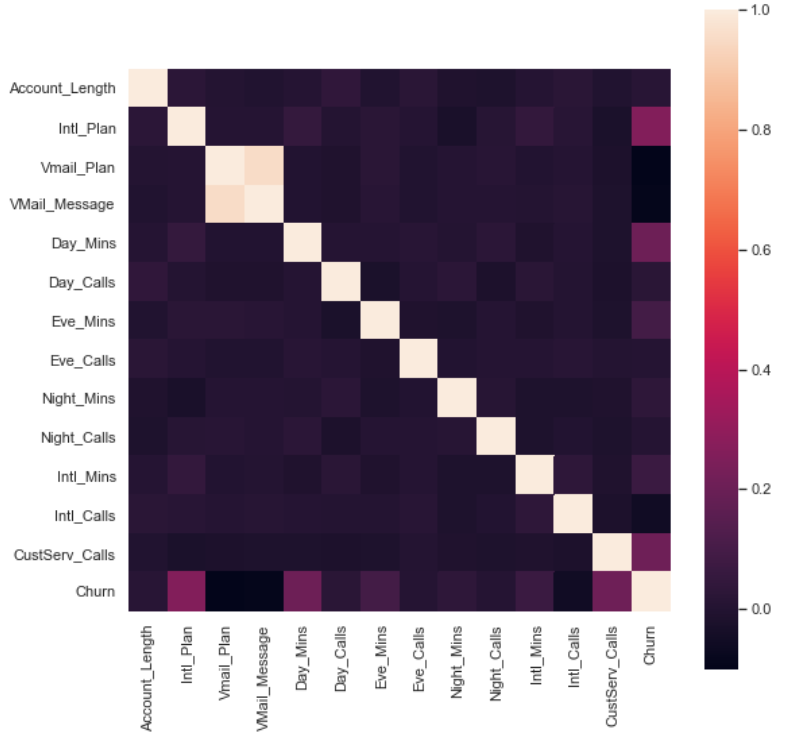 Account_Length
Intl_Plan
Vmail_Plan
VMail_Message
Day_Mins
Day_Calls
Eve_Mins
Eve_Calls
Night_Mins
Night_Calls
Intl_Mins
Intl_Calls
CustServ_Calls
Churn
Account_Length
Intl_Plan
Vmail_Plan
VMail_Message
Day_Mins
Day_Calls
Eve_Mins
Eve_Calls
Night_Mins
Night_Calls
Intl_Mins
Intl_Calls
CustServ_Calls
Churn
1.0
0.8
0.6
0.4
0.2
0.0